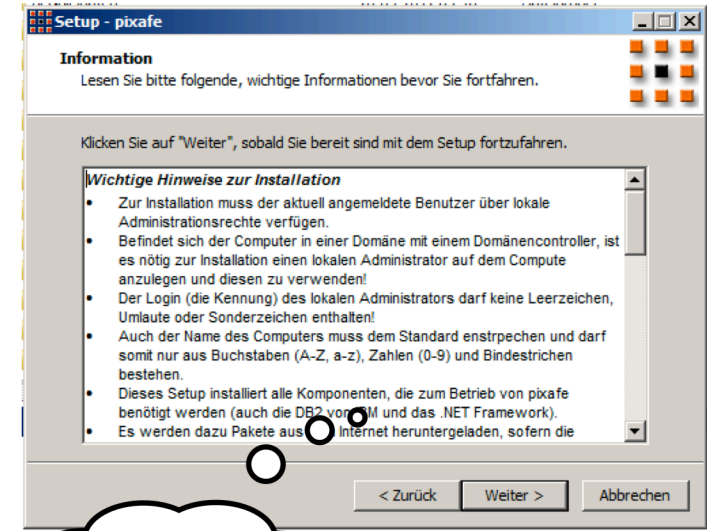 Setup - pixafe
Information
Lesen Sie bitte folgende, wichtige Informationen bevor Sie fortfahren.
Klicken Sie auf "Weiter", sobald Sie bereit sind mit dem Setup fortzufahren.
Wichtige Hinweise zur Installation
• Zur Installation muss der aktuell angemeldete Benutzer über lokale
Administrationsrechte verfügen.
• Befindet sich der Computer in einer Domäne mit einem Domänencontroller, ist
es nötig zur Installation einen lokalen Administrator auf dem Compute
anzulegen und diesen zu verwenden!
• Der Login (die Kennung) des lokalen Administrators darf keine Leerzeichen,
Umlaute oder Sonderzeichen enthalten!
• Auch der Name des Computers muss dem Standard enstrpechen und darf
somit nur aus Buchstaben (A-Z, a-z), Zahlen (0-9) und Bindestrichen
bestehen.
• Dieses Setup installiert alle Komponenten, die zum Betrieb von pixafe
benötigt werden (auch die DB2 von und das .NET Framework).
• Es werden dazu Pakete aus Internet heruntergeladen, sofern die
< Zurück Weiter > Abbrechen